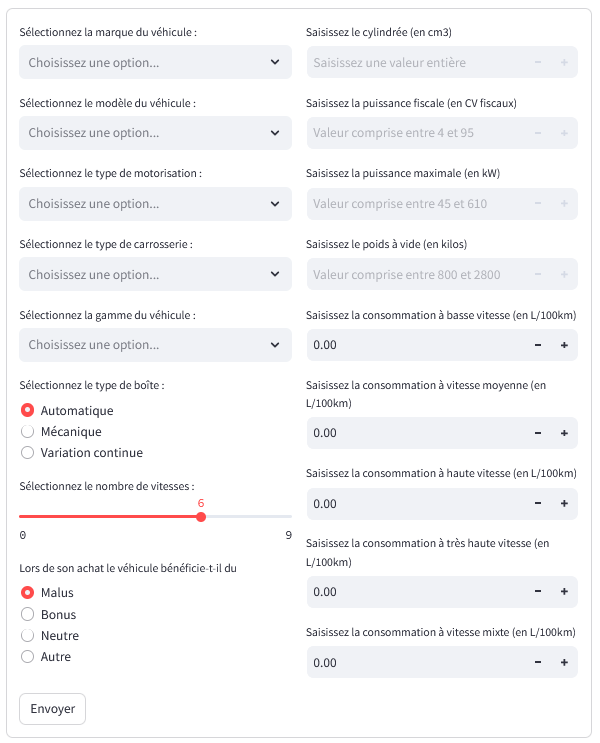 Sélectionnez la marque du véhicule :
Choisissez une option...
Sélectionnez le modèle du véhicule :
Choisissez une option...
Sélectionnez le type de motorisation :
Choisissez une option...
Sélectionnez le type de carrosserie :
Choisissez une option...
Sélectionnez la gamme du véhicule :
Choisissez une option...
Sélectionnez le type de boîte :
Automatique
Mécanique
Variation continue
Sélectionnez le nombre de vitesses :
6
0 9
Lors de son achat le véhicule bénéficie-t-il du
Malus
Bonus
Neutre
Autre
Envoyer
Saisissez le cylindrée (en cm3)
Saisissez une valeur entière - +
Saisissez la puissance fiscale (en CV fiscaux)
Valeur comprise entre 4 et 95 - +
Saisissez la puissance maximale (en kW)
Valeur comprise entre 45 et 610 - +
Saisissez le poids à vide (en kilos)
Valeur comprise entre 800 et 2800 - +
Saisissez la consommation à basse vitesse (en L/100km)
0.00 - +
Saisissez la consommation à vitesse moyenne (en
L/100km)
0.00 - +
Saisissez la consommation à haute vitesse (en L/100km)
0.00 - +
Saisissez la consommation à très haute vitesse (en
L/100km)
0.00 - +
Saisissez la consommation à vitesse mixte (en L/100km)
0.00 - +